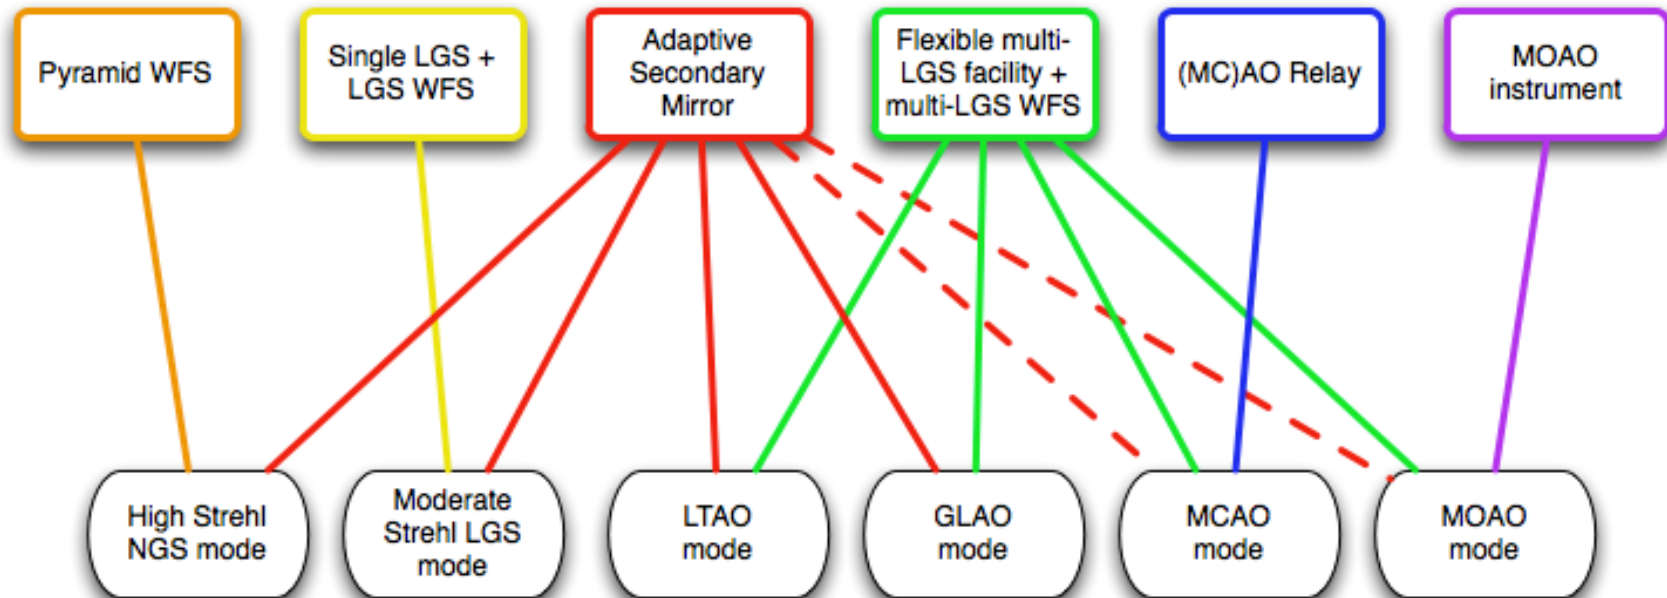 Pyramid WFS
Single LGS +
LGS WFS
Adaptive
Secondary
Mirror
Flexible multi-
LGS facility +
multi-LGS WFS
(MC)AO Relay
MOAO
instrument
High Strehl
NGS mode
Moderate
Strehl LGS
mode
LTAO
mode
GLAO
mode
MCAO
mode
MOAO
mode